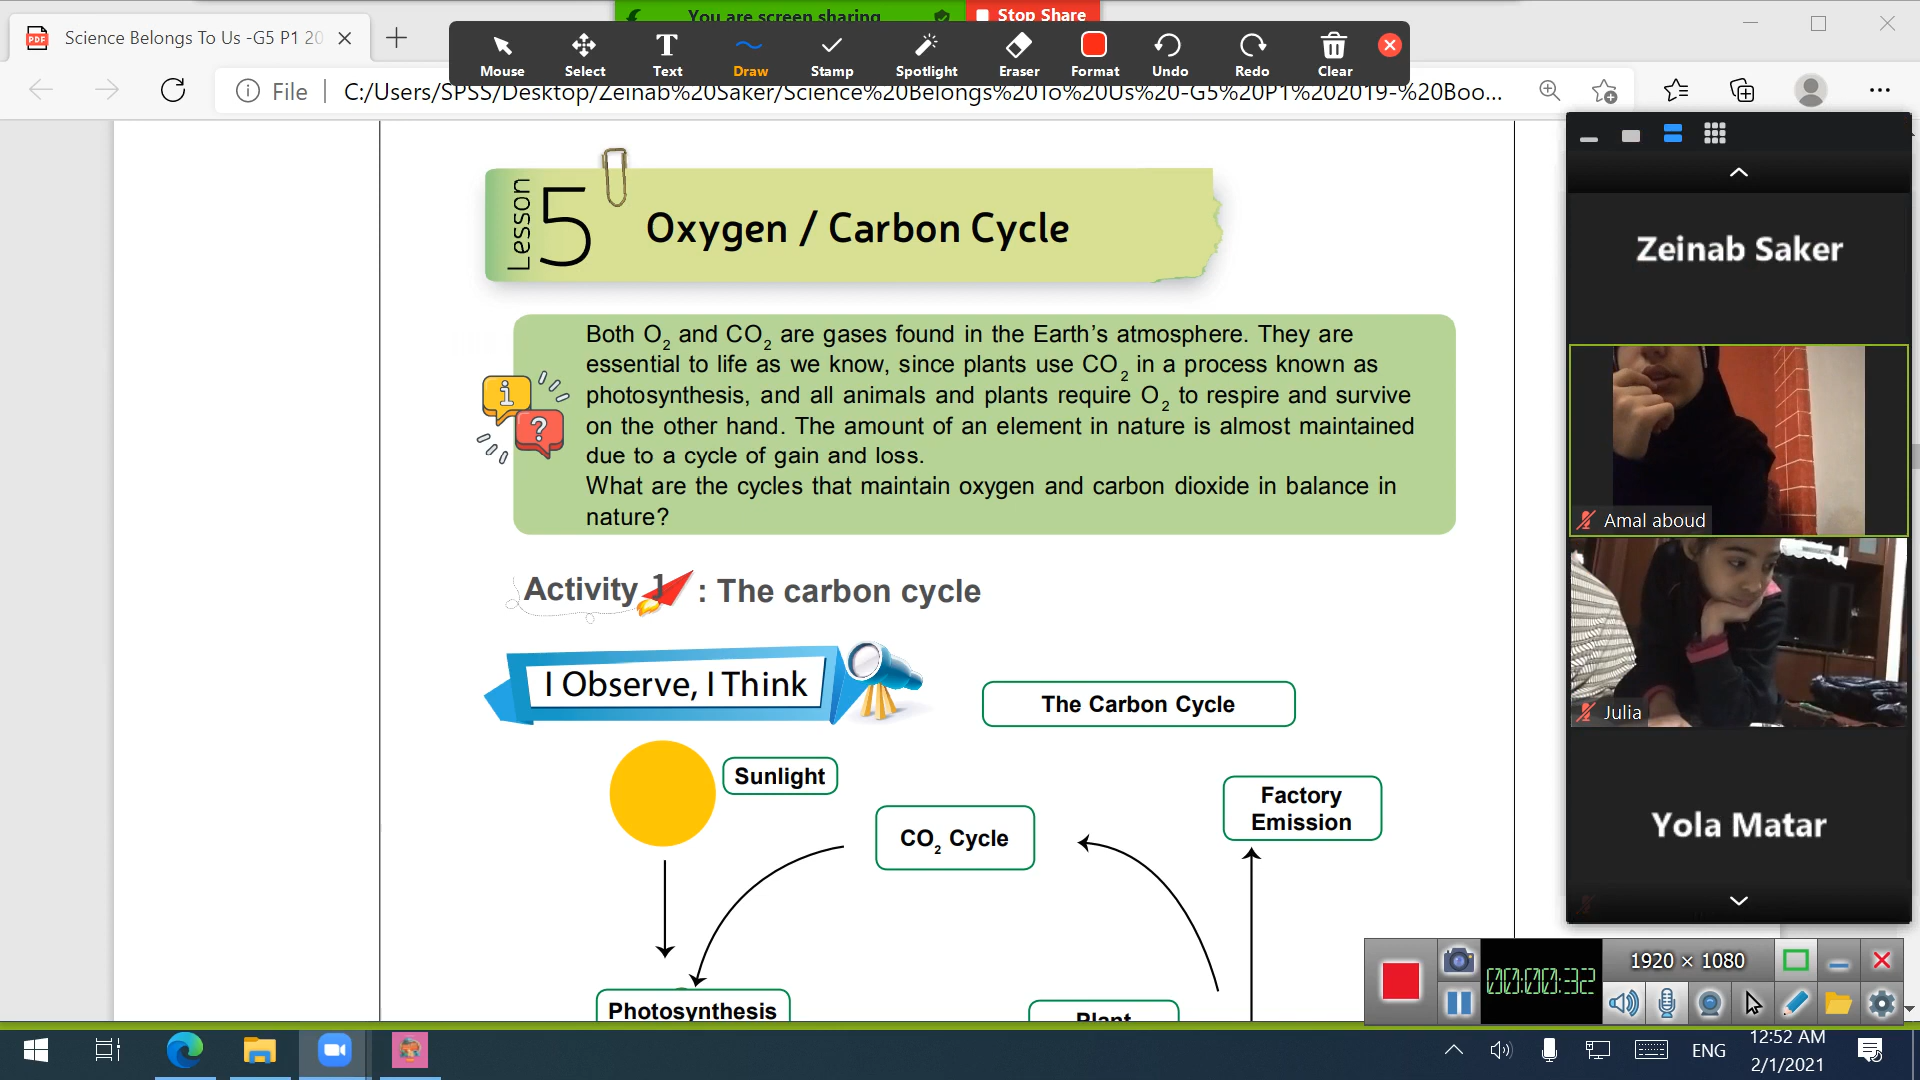 You are screen sharing
Stop Share
Science Belongs To Us -G5 P1 20
Mouse
Select
Text
Draw
Stamp
Spotlight
Eraser
Format
Undo
Redo
Clear
File
C:/Users/SPSS/Desktop/Zeinab%20Saker/Science%20Belongs%20To%20Us%20-G5%20P1%202019-%20Boo...
Lesson
5
Oxygen / Carbon Cycle
Both O₂ and CO₂ are gases found in the Earth's atmosphere. They are
essential to life as we know, since plants use CO₂ in a process known as
photosynthesis, and all animals and plants require O₂ to respire and survive
on the other hand. The amount of an element in nature is almost maintained
due to a cycle of gain and loss.
What are the cycles that maintain oxygen and carbon dioxide in balance in
nature?
Activity 1 : The carbon cycle
I Observe, I Think
The Carbon Cycle
Sunlight
CO₂ Cycle
Factory
Emission
Photosynthesis
Plant
Zeinab Saker
Amal aboud
Julia
Yola Matar
1920 × 1080
00:00:32
ENG
12:52 AM
2/1/2021